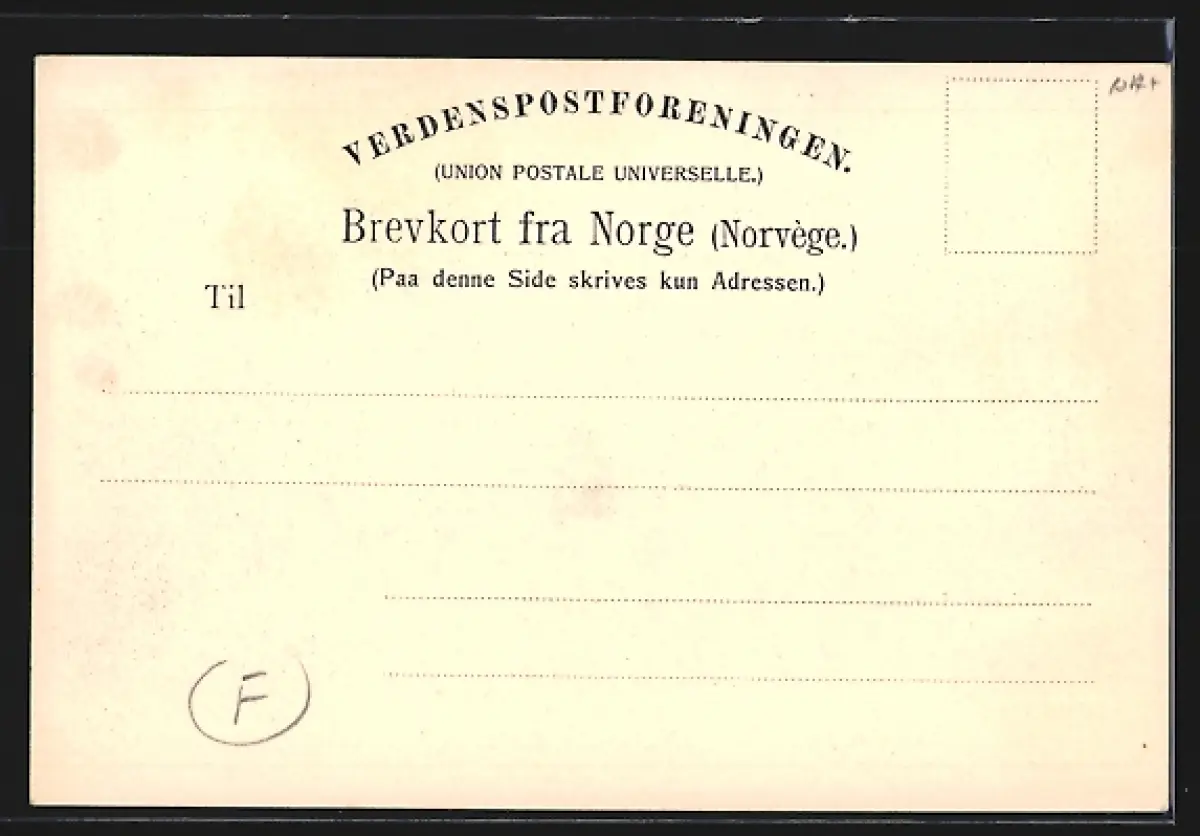 VERDENSPOSTFORENINGEN.
(UNION POSTALE UNIVERSELLE.)
Brevkort fra Norge (Norvège.)
(Paa denne Side skrives kun Adressen.)
Til
F